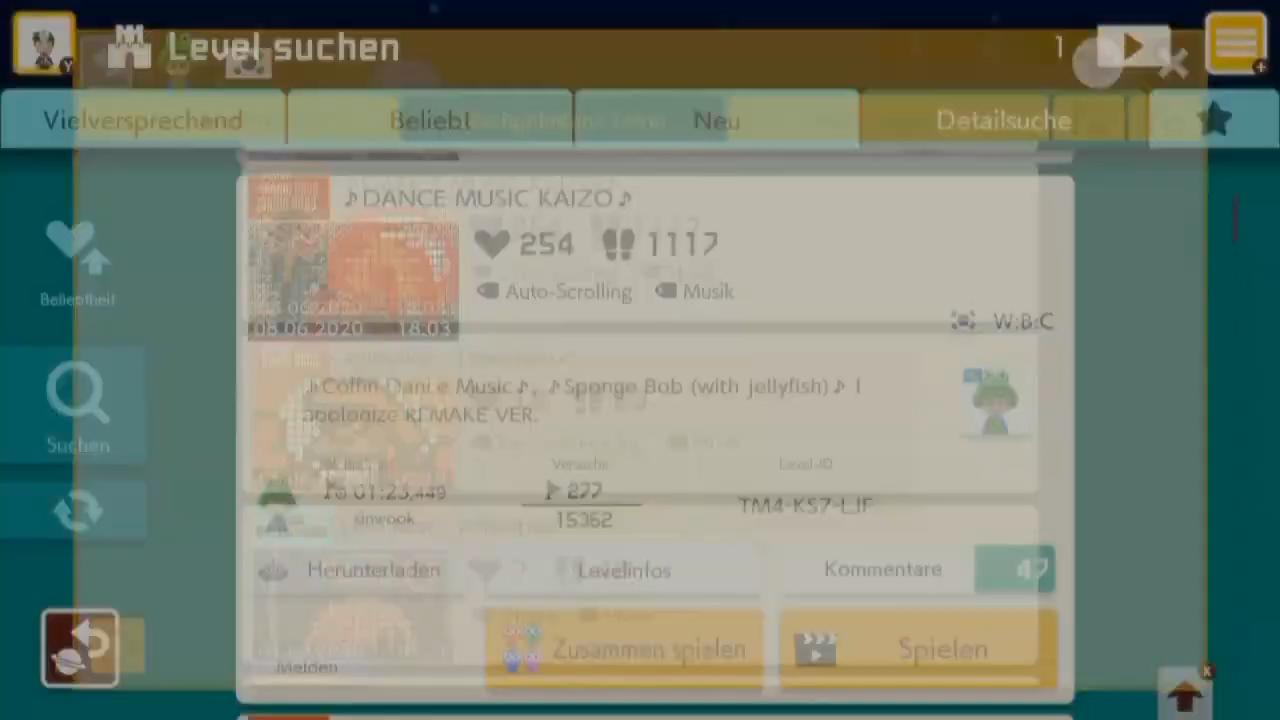 Level suchen
1
Vielversprechend
Beliebt
Neu
Detailsuche
♪DANCE MUSIC KAIZO♪
254 1117
Beliebtheit
Auto-Scrolling Musik
08.06.2020 18:03
W:B:C
♪Coffin Dance Music♪, ♪Sponge Bob (with jellyfish)♪ I
apologize REMAKE VER.
Suchen
Versuche
Level-ID
01:23,449
277
15362
TM4-KS7-LJF
sinwook
Herunterladen
Levelinfos
Kommentare
47
Zusammen spielen
Spielen
Melden